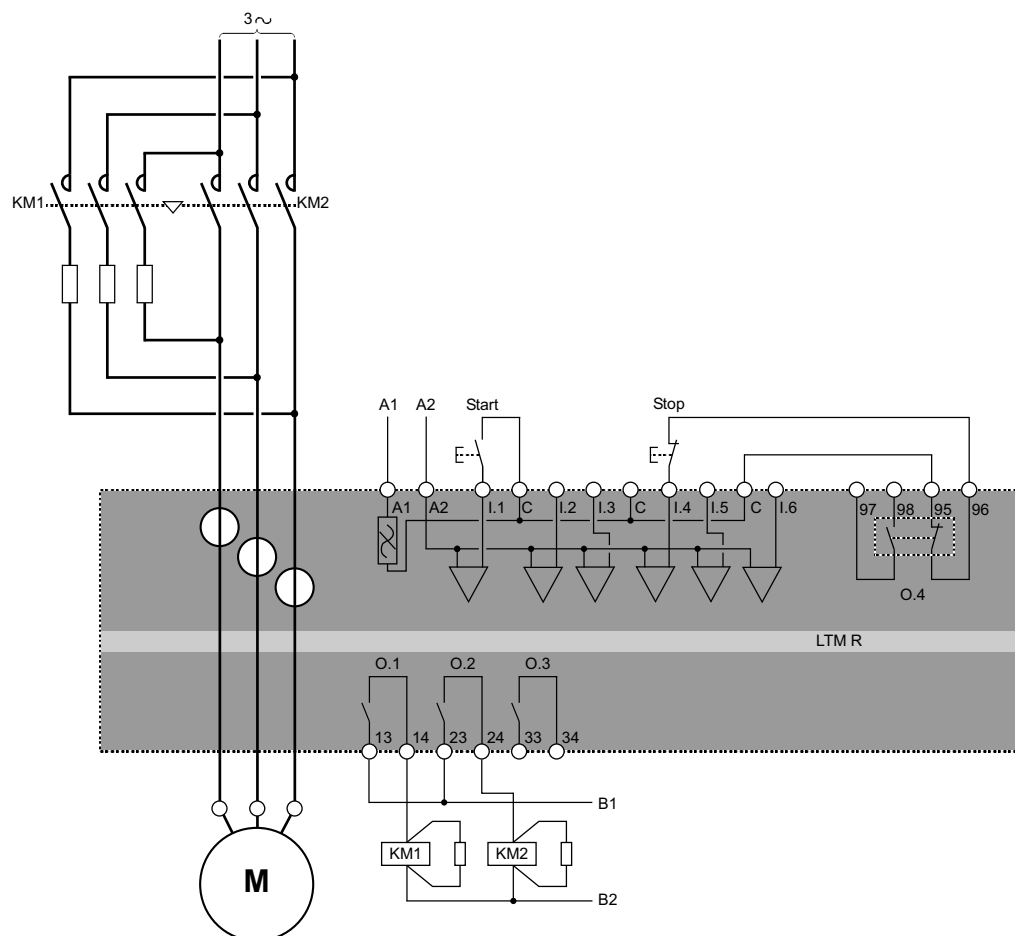 3∿
KM1
KM2
A1 A2 Start Stop
A1 A2 I.1 C I.2 I.3 C I.4 I.5 C I.6 97 98 95 96
O.4
LTM R
O.1 O.2 O.3
13 14 23 24 33 34
B1
KM1 KM2
M
B2